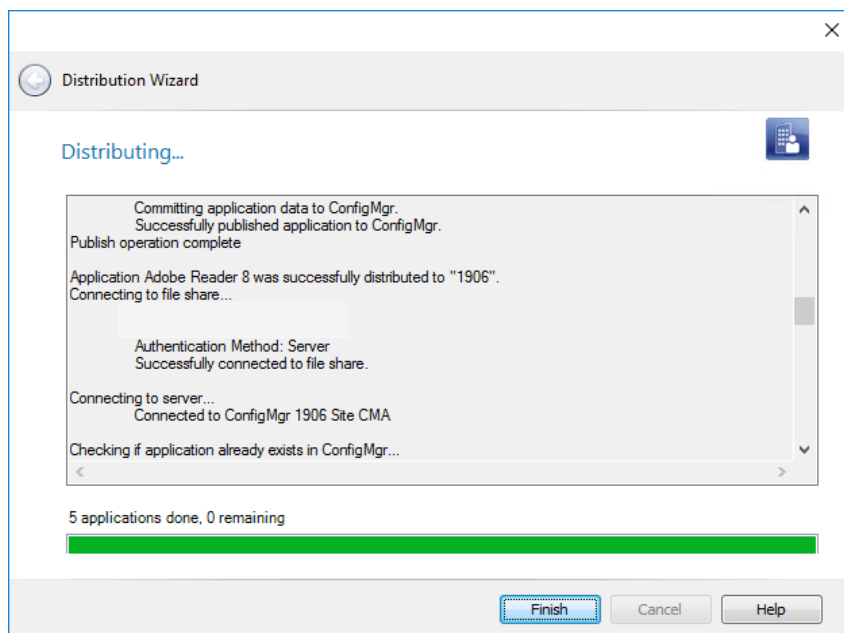 Distribution Wizard
Distributing...
Committing application data to ConfigMgr.
Successfully published application to ConfigMgr.
Publish operation complete
Application Adobe Reader 8 was successfully distributed to "1906".
Connecting to file share...
Authentication Method: Server
Successfully connected to file share.
Connecting to server...
Connected to ConfigMgr 1906 Site CMA
Checking if application already exists in ConfigMgr...
5 applications done, 0 remaining
Finish
Cancel
Help